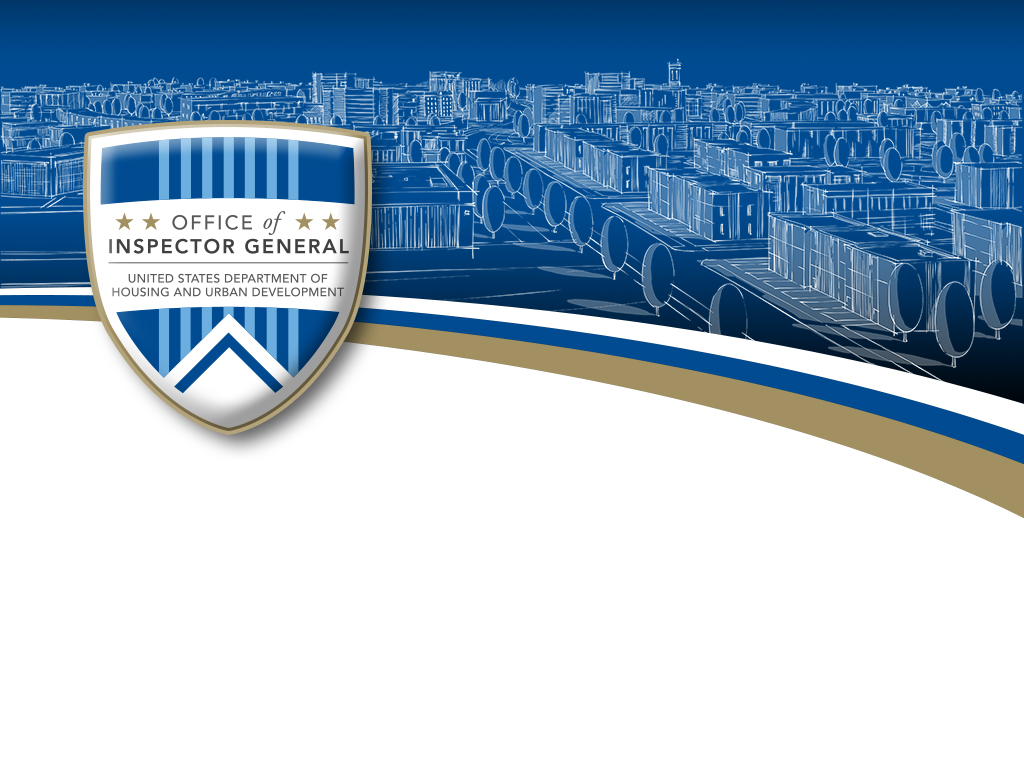 ★ ★ OFFICE of ★ ★
INSPECTOR GENERAL
UNITED STATES DEPARTMENT OF
HOUSING AND URBAN DEVELOPMENT